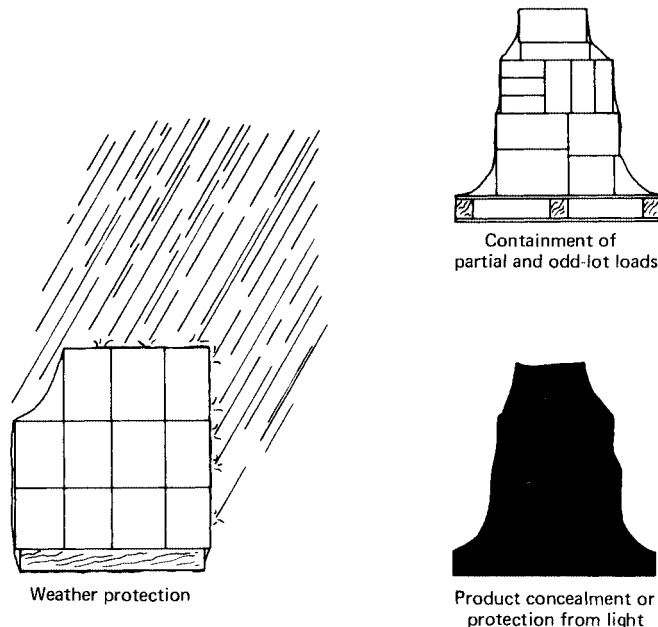 Containment of
partial and odd-lot loads
Weather protection
Product concealment or
protection from light